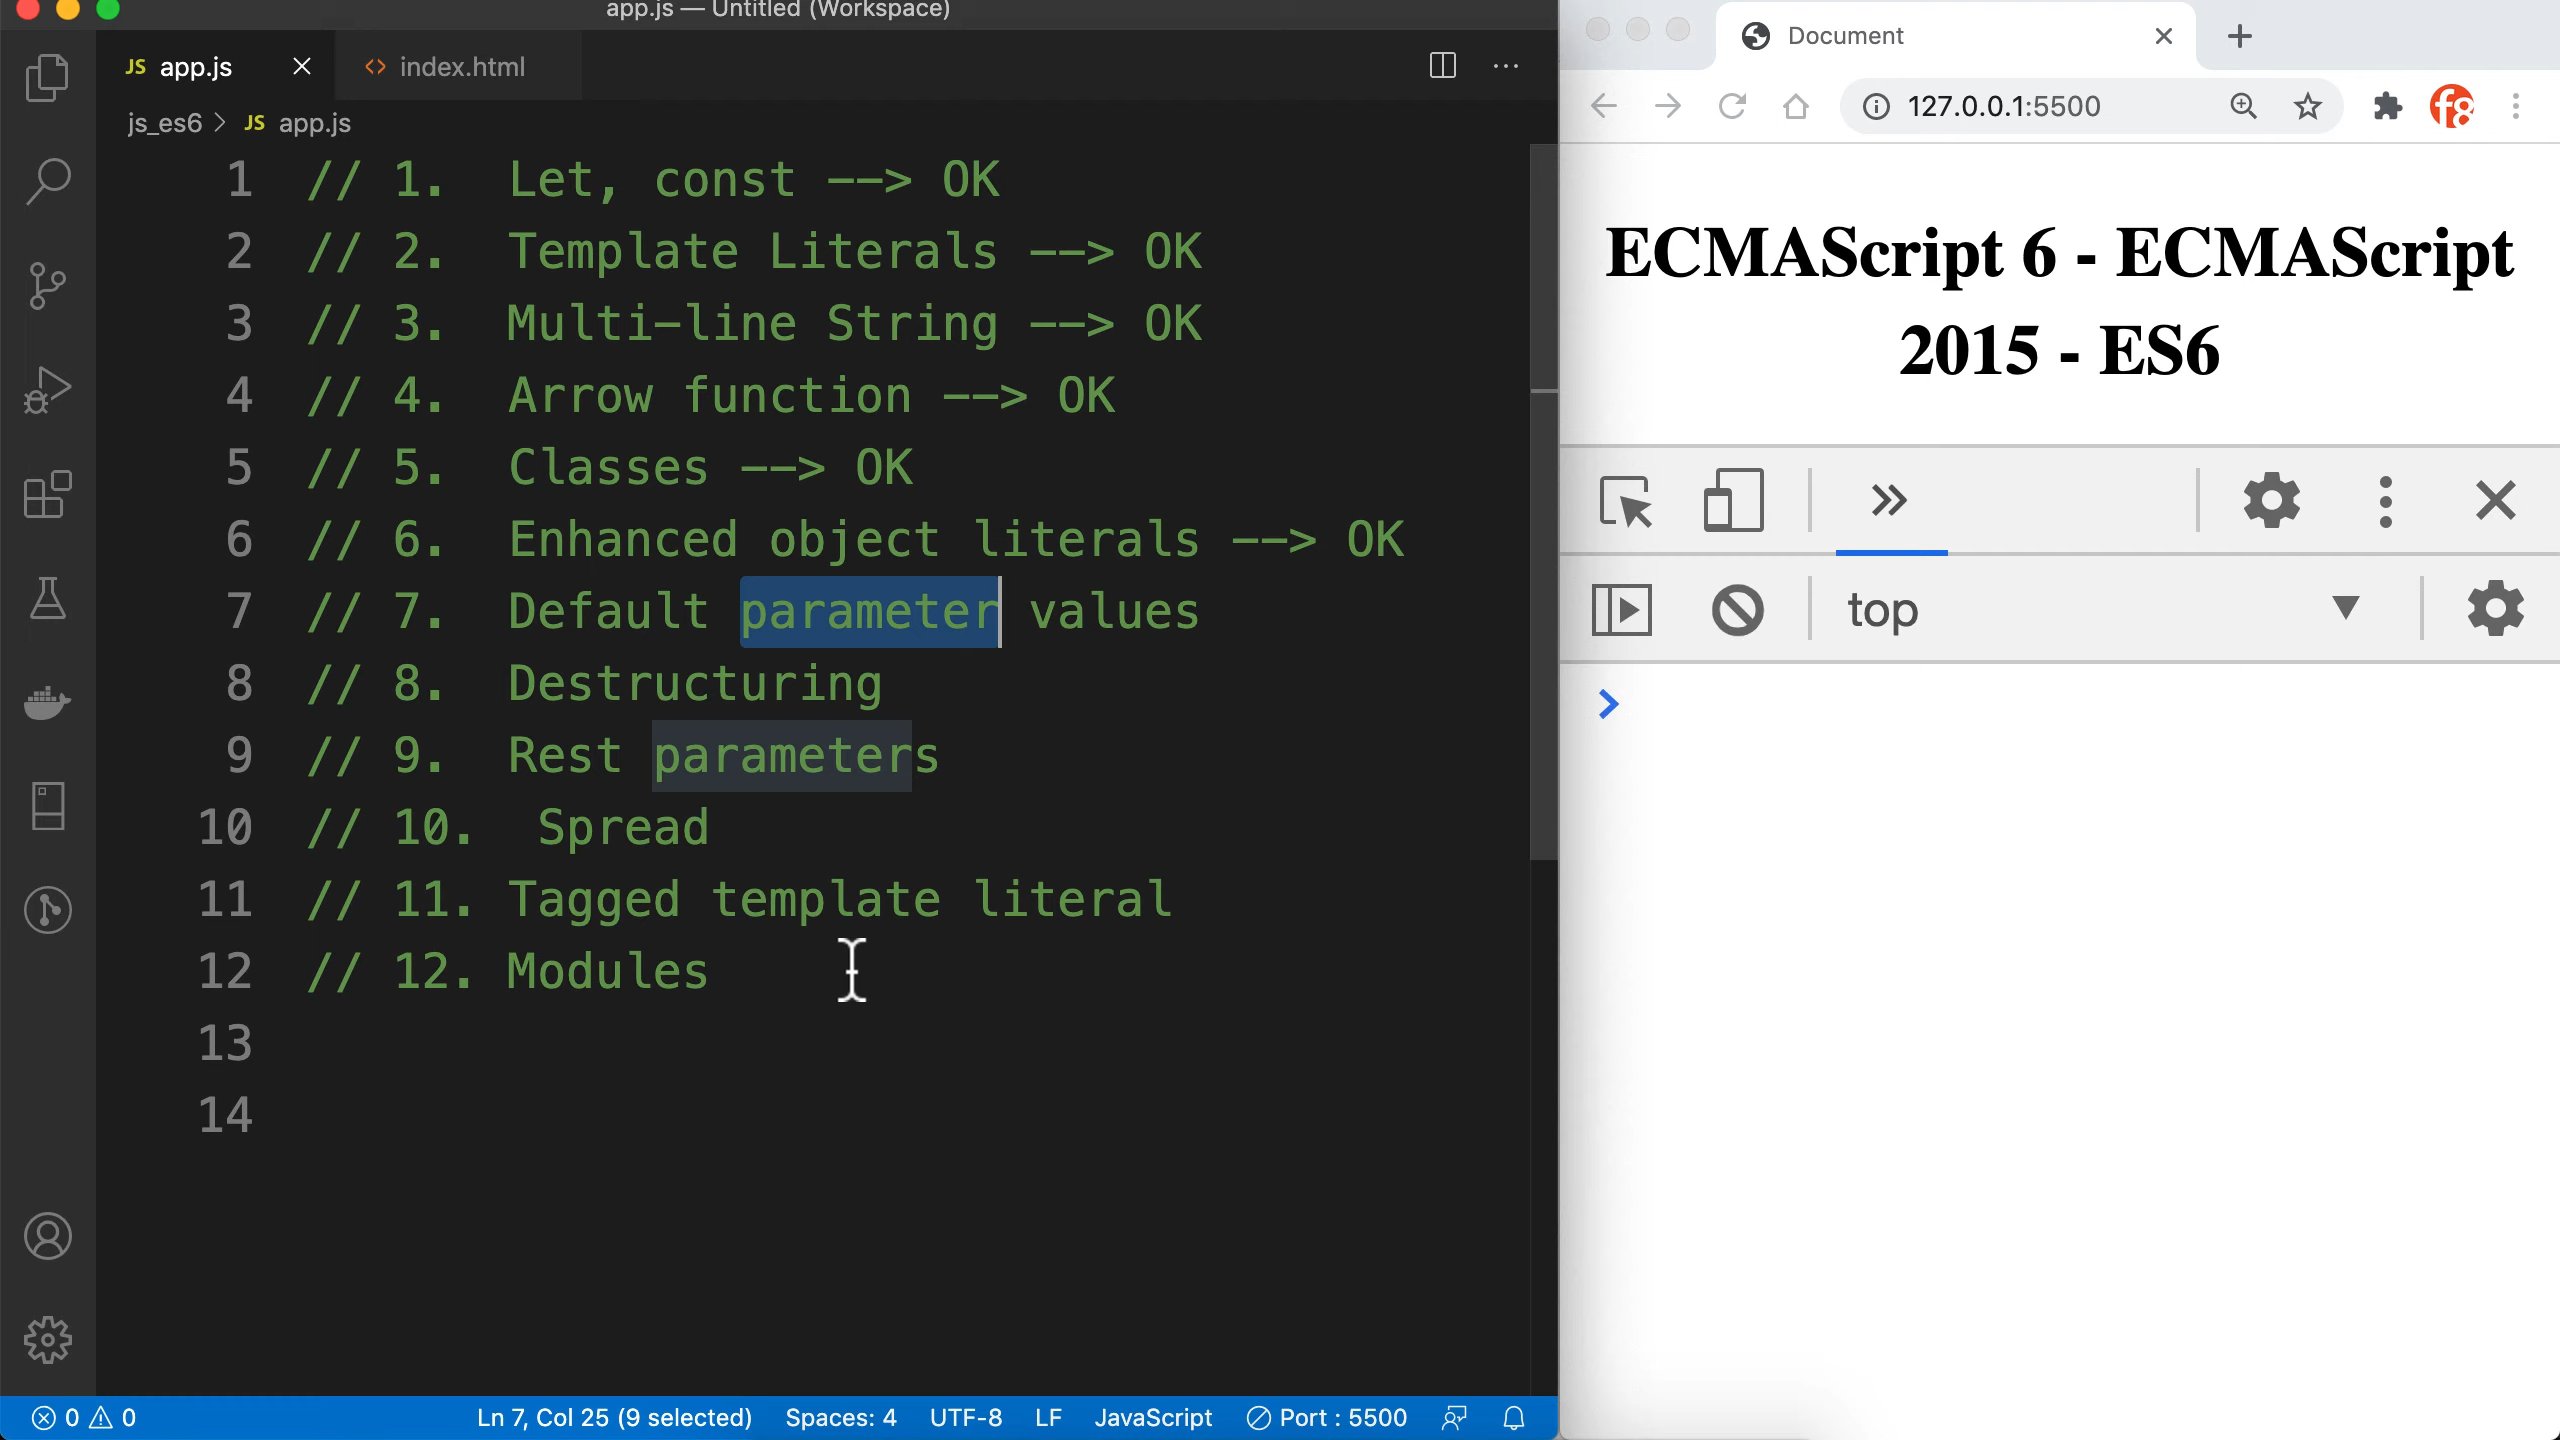 app.js — Untitled (Workspace)
JS app.js
<> index.html
js_es6 > JS app.js
1 // 1.  Let, const --> OK
2 // 2.  Template Literals --> OK
3 // 3.  Multi-line String --> OK
4 // 4.  Arrow function --> OK
5 // 5.  Classes --> OK
6 // 6.  Enhanced object literals --> OK
7 // 7.  Default parameter values
8 // 8.  Destructuring
9 // 9.  Rest parameters
10 // 10.  Spread
11 // 11. Tagged template literal
12 // 12. Modules
13
14
0 0
Ln 7, Col 25 (9 selected)
Spaces: 4
UTF-8
LF
JavaScript
Port : 5500
Document
127.0.0.1:5500
f8
ECMAScript 6 - ECMAScript
2015 - ES6
top